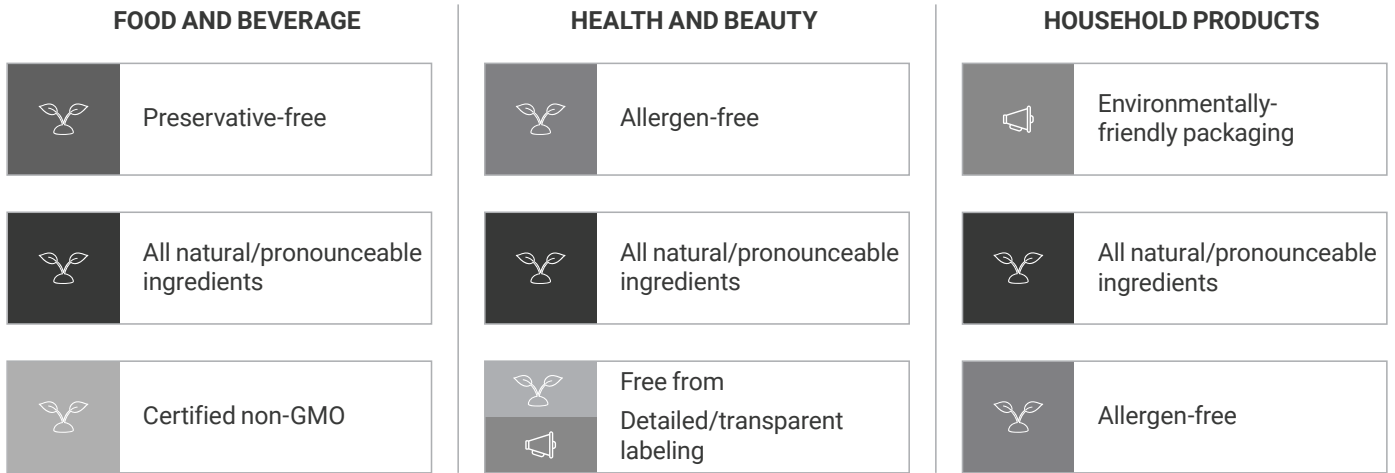 FOOD AND BEVERAGE
Preservative-free
All natural/pronounceable
ingredients
Certified non-GMO
HEALTH AND BEAUTY
Allergen-free
All natural/pronounceable
ingredients
Free from
Detailed/transparent
labeling
HOUSEHOLD PRODUCTS
Environmentally-
friendly packaging
All natural/pronounceable
ingredients
Allergen-free